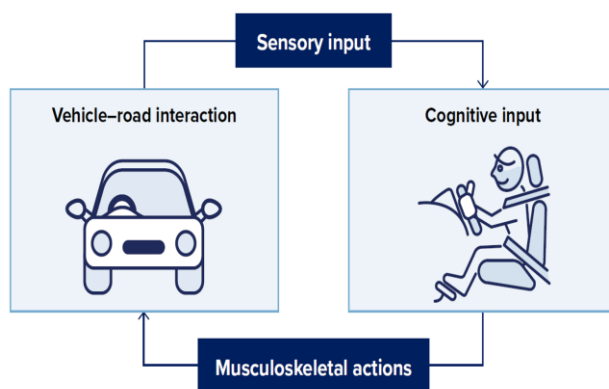 Sensory input
Vehicle–road interaction
Cognitive input
Musculoskeletal actions